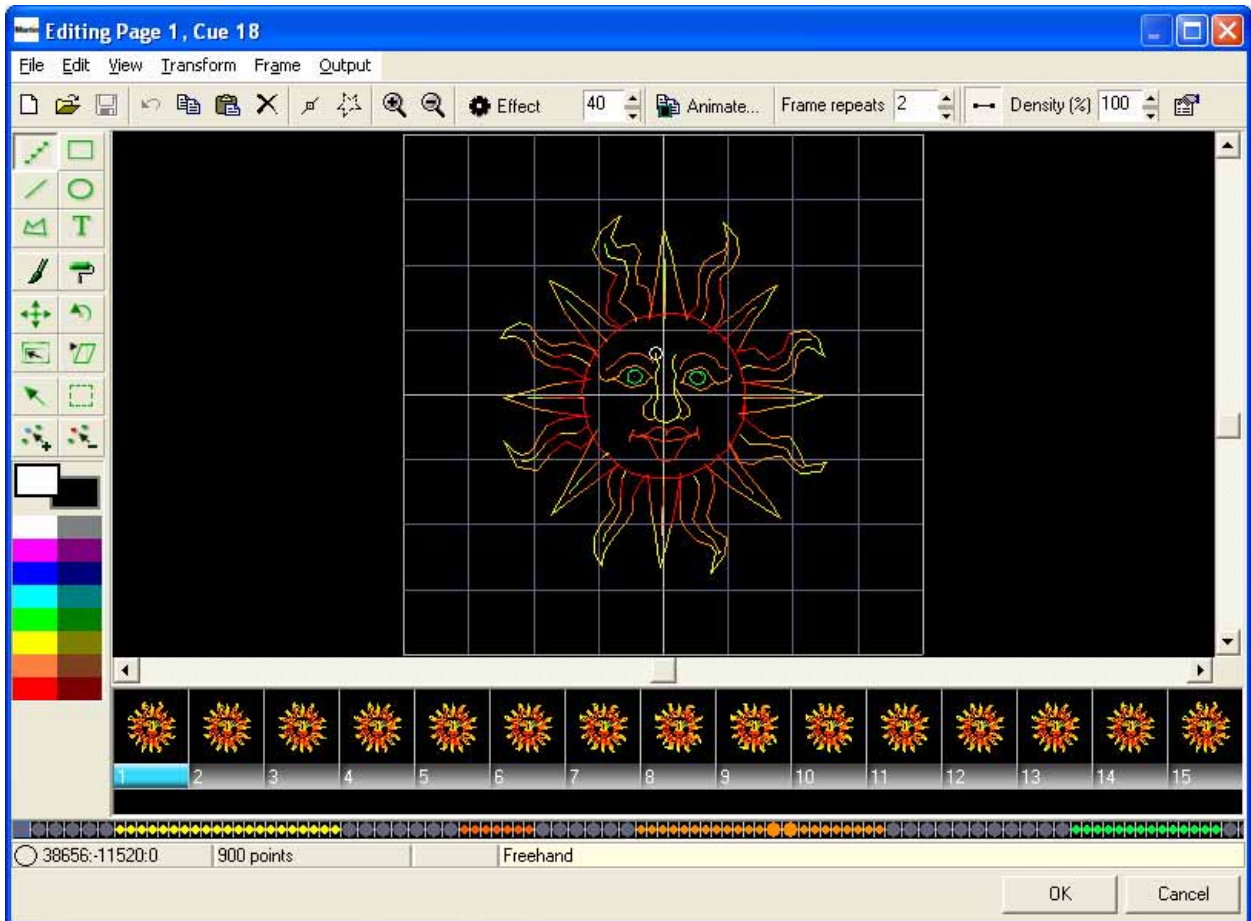 Martin Editing Page 1, Cue 18
File Edit View Transform Frame Output
Effect 40 Animate... Frame repeats 2 Density (%) 100
T
1 2 3 4 5 6 7 8 9 10 11 12 13 14 15
38656:-11520:0 900 points Freehand
OK Cancel